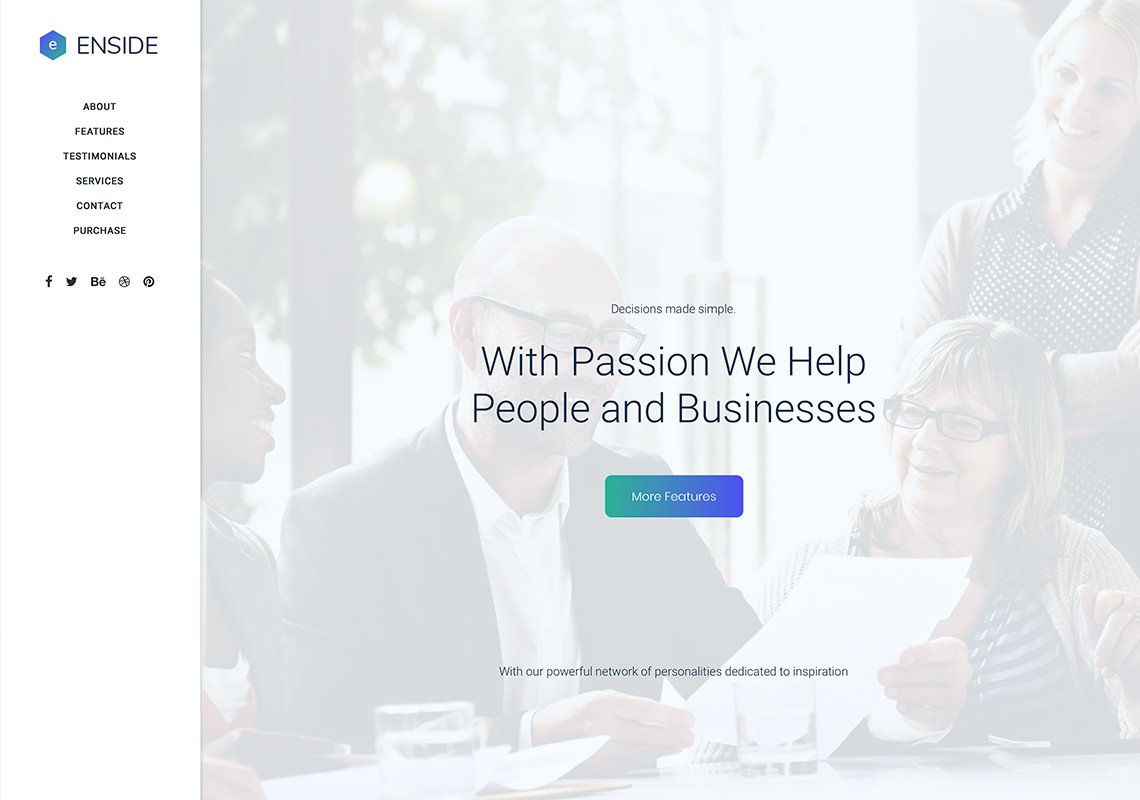 e ENSIDE
ABOUT
FEATURES
TESTIMONIALS
SERVICES
CONTACT
PURCHASE
Bē
Decisions made simple.
With Passion We Help
People and Businesses
More Features
With our powerful network of personalities dedicated to inspiration